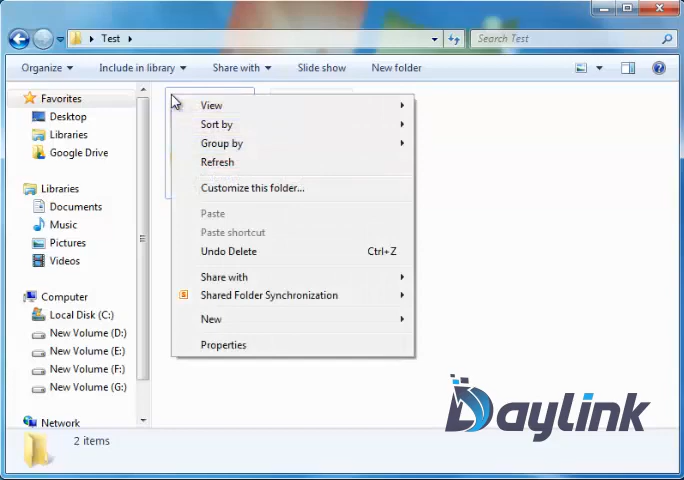 Test
Search Test
Organize
Include in library
Share with
Slide show
New folder
Favorites
Desktop
Libraries
Google Drive
Libraries
Documents
Music
Pictures
Videos
Computer
Local Disk (C:)
New Volume (D:)
New Volume (E:)
New Volume (F:)
New Volume (G:)
Network
View
Sort by
Group by
Refresh
Customize this folder...
Paste
Paste shortcut
Undo Delete Ctrl+Z
Share with
Shared Folder Synchronization
New
Properties
2 items
Daylink